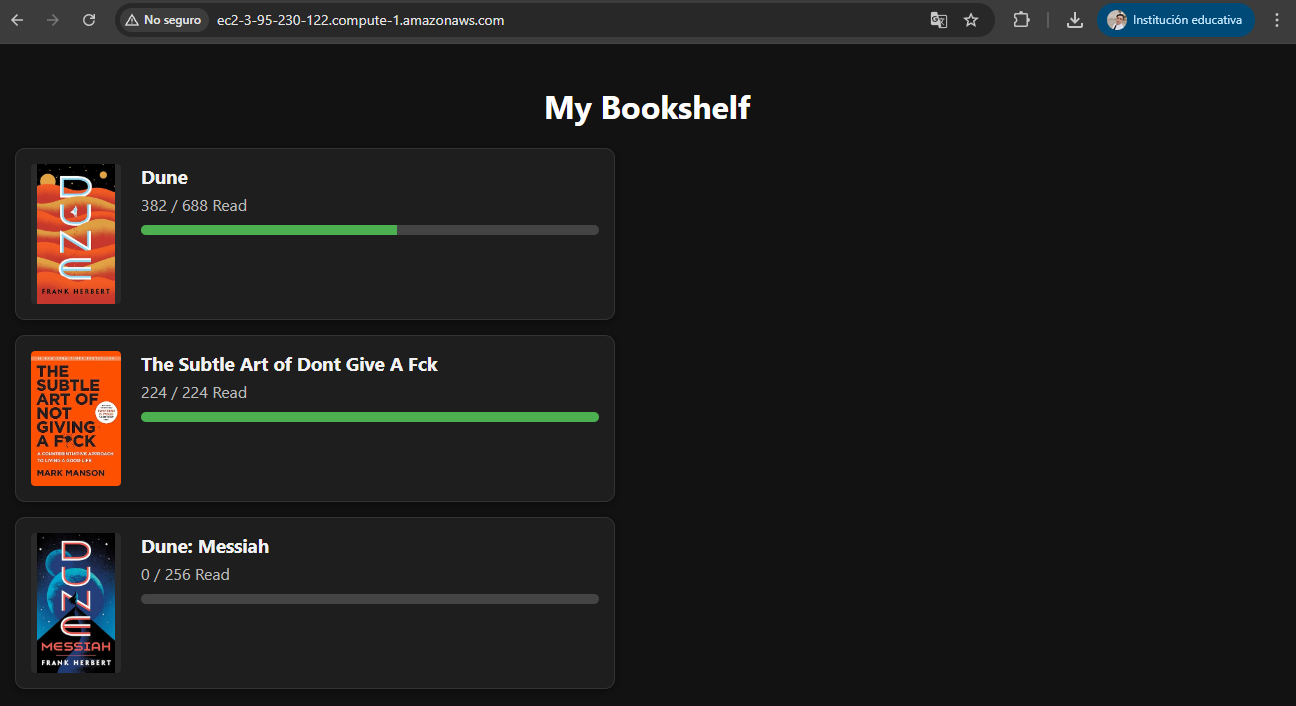 No seguro
ec2-3-95-230-122.compute-1.amazonaws.com
Institución educativa
My Bookshelf
DUNE
FRANK HERBERT
Dune
382 / 688 Read
THE
SUBTLE
ART OF
NOT
GIVING
A F*CK
A COUNTERINTUITIVE APPROACH
TO LIVING A GOOD LIFE
MARK MANSON
The Subtle Art of Dont Give A Fck
224 / 224 Read
DUNE
MESSIAH
FRANK HERBERT
Dune: Messiah
0 / 256 Read